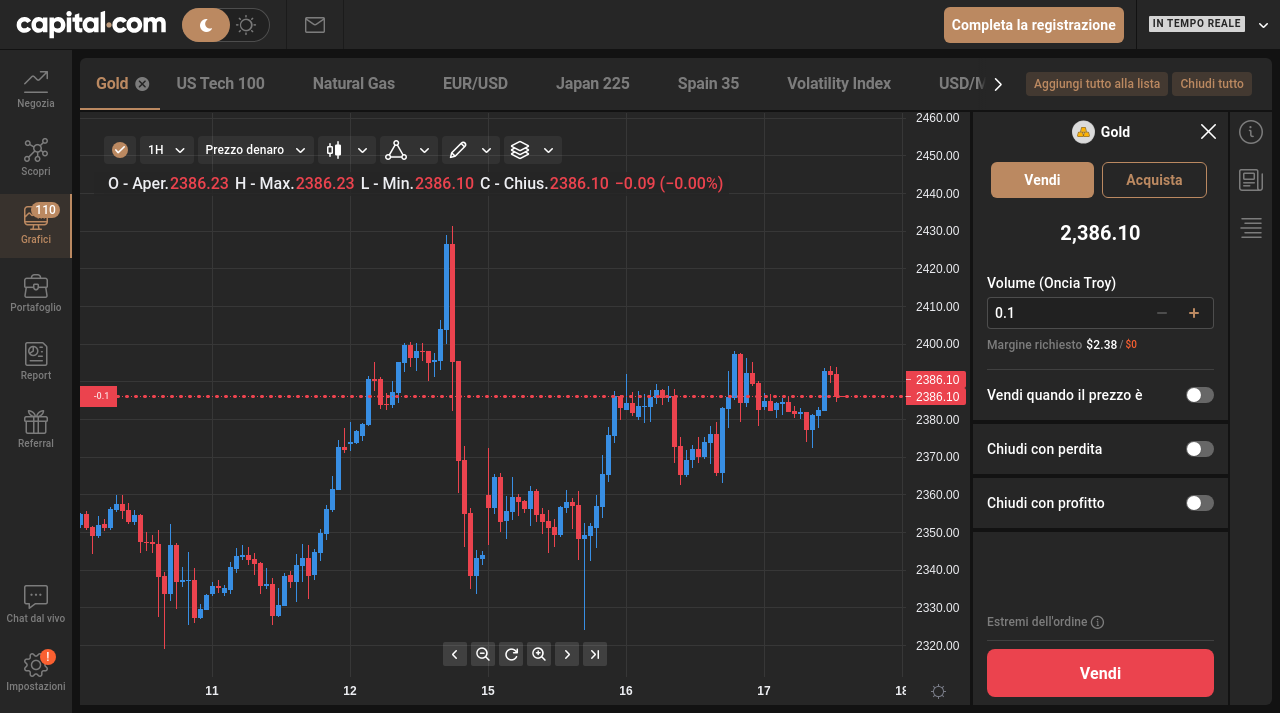 capital.com
Completa la registrazione
IN TEMPO REALE
Negozia
Scopri
110
Grafici
Portafoglio
Report
Referral
Chat dal vivo
!
Impostazioni
Gold
US Tech 100
Natural Gas
EUR/USD
Japan 225
Spain 35
Volatility Index
USD/M
Aggiungi tutto alla lista
Chiudi tutto
1H
Prezzo denaro
O - Aper.2386.23 H - Max.2386.23 L - Min.2386.10 C - Chius.2386.10 −0.09 (−0.00%)
2460.00
2450.00
2440.00
2430.00
2420.00
2410.00
2400.00
2386.10
-0.1
2386.10
2380.00
2370.00
2360.00
2350.00
2340.00
2330.00
2320.00
11
12
15
16
17
18
Gold
Vendi
Acquista
2,386.10
Volume (Oncia Troy)
0.1
Margine richiesto $2.38 / $0
Vendi quando il prezzo è
Chiudi con perdita
Chiudi con profitto
Estremi dell'ordine
Vendi